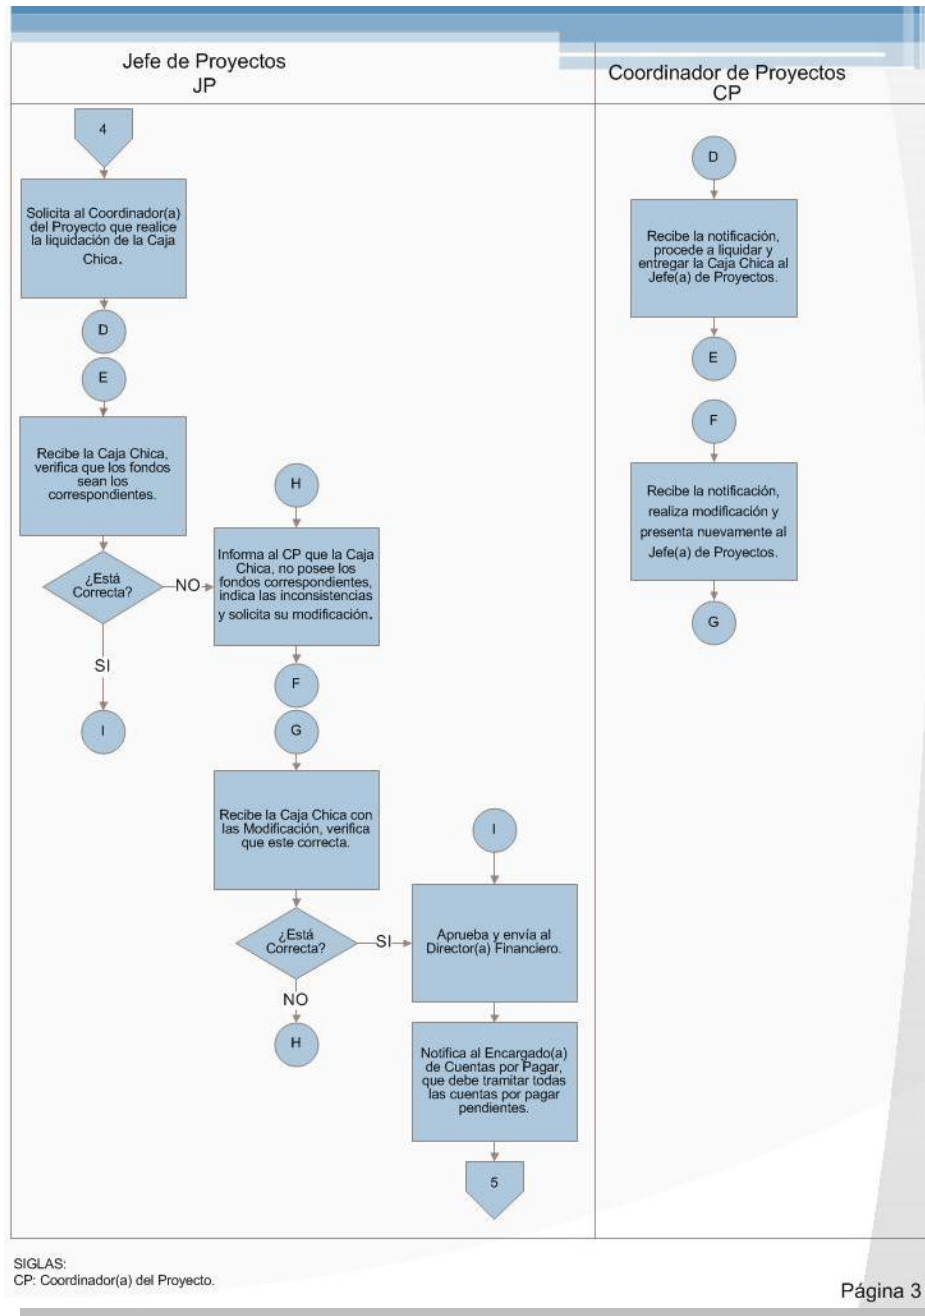 Jefe de Proyectos
JP
Coordinador de Proyectos
CP
4
Solicita al Coordinador(a)
del Proyecto que realice
la liquidación de la Caja
Chica.
D
E
Recibe la Caja Chica,
verifica que los fondos
sean los
correspondientes.
¿Está
Correcta?
NO
SI
I
H
Informa al CP que la Caja
Chica, no posee los
fondos correspondientes,
indica las inconsistencias
y solicita su modificación.
F
G
Recibe la Caja Chica con
las Modificación, verifica
que este correcta.
¿Está
Correcta?
SI
NO
H
I
Aprueba y envía al
Director(a) Financiero.
Notifica al Encargado(a)
de Cuentas por Pagar,
que debe tramitar todas
las cuentas por pagar
pendientes.
5
D
Recibe la notificación,
procede a liquidar y
entregar la Caja Chica al
Jefe(a) de Proyectos.
E
F
Recibe la notificación,
realiza modificación y
presenta nuevamente al
Jefe(a) de Proyectos.
G
SIGLAS:
CP: Coordinador(a) del Proyecto.
Página 3